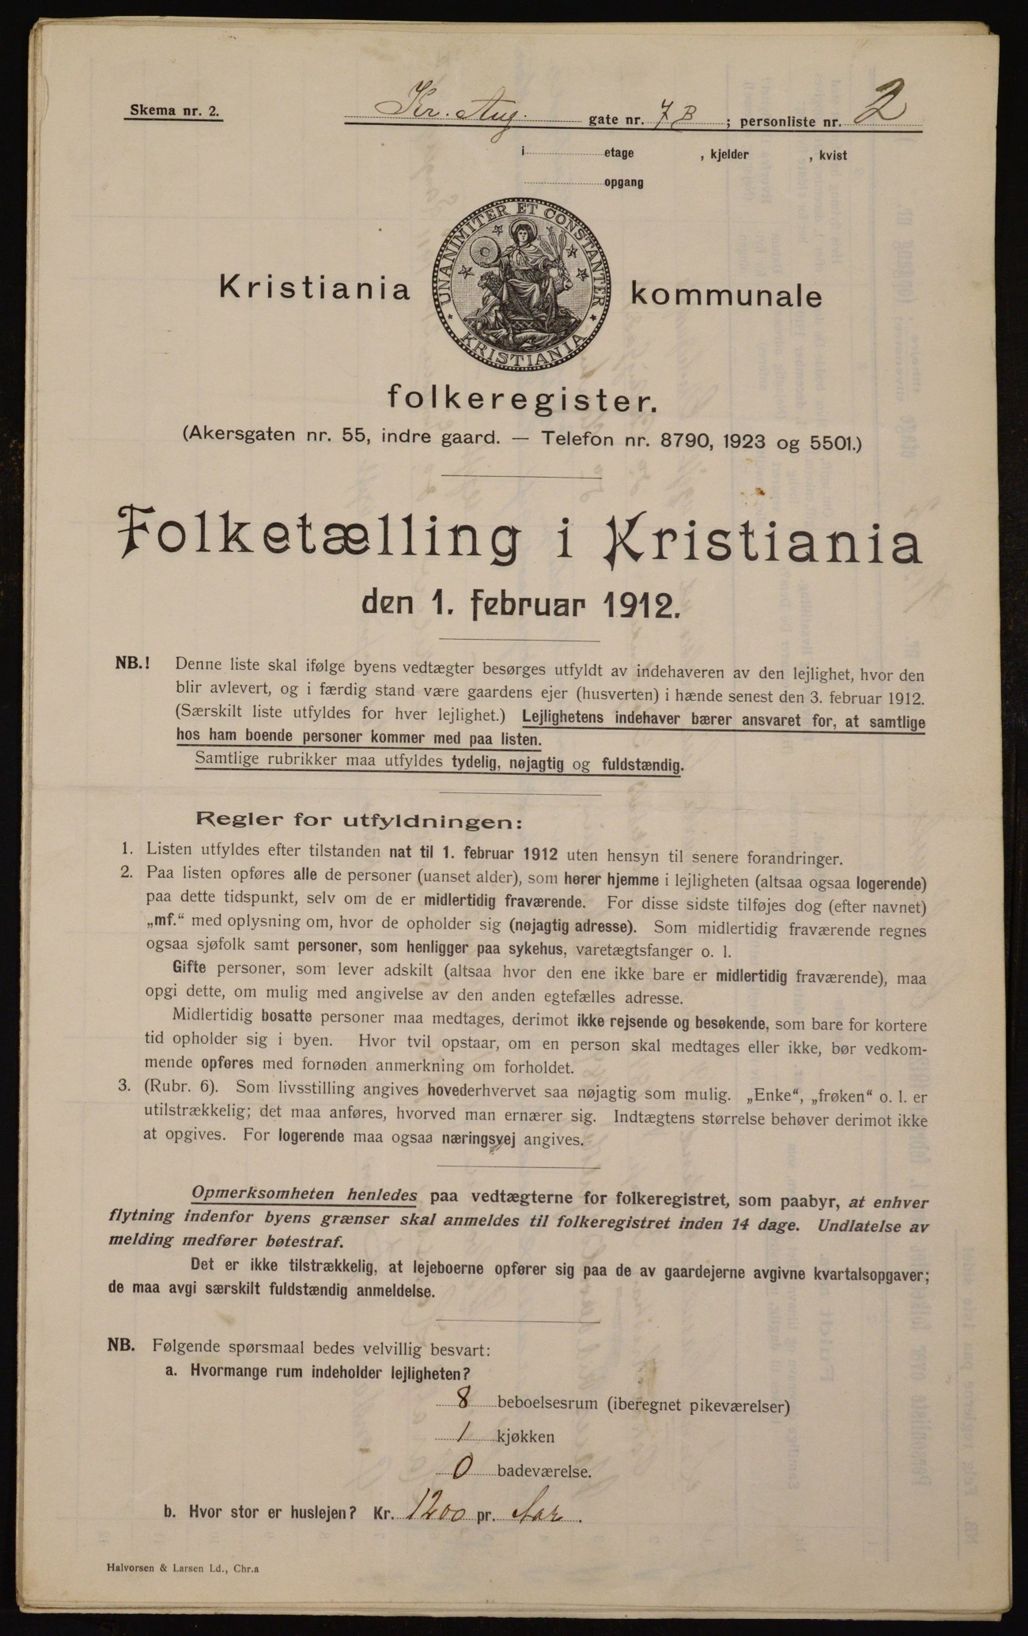 Skema nr. 2.
Kr. Aug. gate nr. 7B ; personliste nr. 2
i etage , kjelder , kvist
opgang
UNANIMITER ET CONSTANTER
KRISTIANIA
Kristiania kommunale
folkeregister.
(Akersgaten nr. 55, indre gaard. — Telefon nr. 8790, 1923 og 5501.)
Folketælling i Kristiania
den 1. februar 1912.
NB.! Denne liste skal ifølge byens vedtægter besørges utfyldt av indehaveren av den lejlighet, hvor den
blir avlevert, og i færdig stand være gaardens ejer (husverten) i hænde senest den 3. februar 1912.
(Særskilt liste utfyldes for hver lejlighet.) Lejlighetens indehaver bærer ansvaret for, at samtlige
hos ham boende personer kommer med paa listen.
Samtlige rubrikker maa utfyldes tydelig, nøjagtig og fuldstændig.
Regler for utfyldningen:
1. Listen utfyldes efter tilstanden nat til 1. februar 1912 uten hensyn til senere forandringer.
2. Paa listen opføres alle de personer (uanset alder), som hører hjemme i lejligheten (altsaa ogsaa logerende)
paa dette tidspunkt, selv om de er midlertidig fraværende. For disse sidste tilføjes dog (efter navnet)
„mf.“ med oplysning om, hvor de opholder sig (nøjagtig adresse). Som midlertidig fraværende regnes
ogsaa sjøfolk samt personer, som henligger paa sykehus, varetægtsfanger o. l.
Gifte personer, som lever adskilt (altsaa hvor den ene ikke bare er midlertidig fraværende), maa
opgi dette, om mulig med angivelse av den anden egtefælles adresse.
Midlertidig bosatte personer maa medtages, derimot ikke rejsende og besøkende, som bare for kortere
tid opholder sig i byen. Hvor tvil opstaar, om en person skal medtages eller ikke, bør vedkom-
mende opføres med fornøden anmerkning om forholdet.
3. (Rubr. 6). Som livsstilling angives hovederhvervet saa nøjagtig som mulig. „Enke“, „frøken“ o. l. er
utilstrækkelig; det maa anføres, hvorved man ernærer sig. Indtægtens størrelse behøver derimot ikke
at opgives. For logerende maa ogsaa næringsvej angives.
Opmerksomheten henledes paa vedtægterne for folkeregistret, som paabyr, at enhver
flytning indenfor byens grænser skal anmeldes til folkeregistret inden 14 dage. Undlatelse av
melding medfører bøtestraf.
Det er ikke tilstrækkelig, at lejeboerne opfører sig paa de av gaardejerne avgivne kvartalsopgaver;
de maa avgi særskilt fuldstændig anmeldelse.
NB. Følgende spørsmaal bedes velvillig besvart:
a. Hvormange rum indeholder lejligheten?
8 beboelsesrum (iberegnet pikeværelser)
1 kjøkken
0 badeværelse.
b. Hvor stor er huslejen? Kr. 1200 pr. Aar.
Halvorsen & Larsen Ld., Chr.a